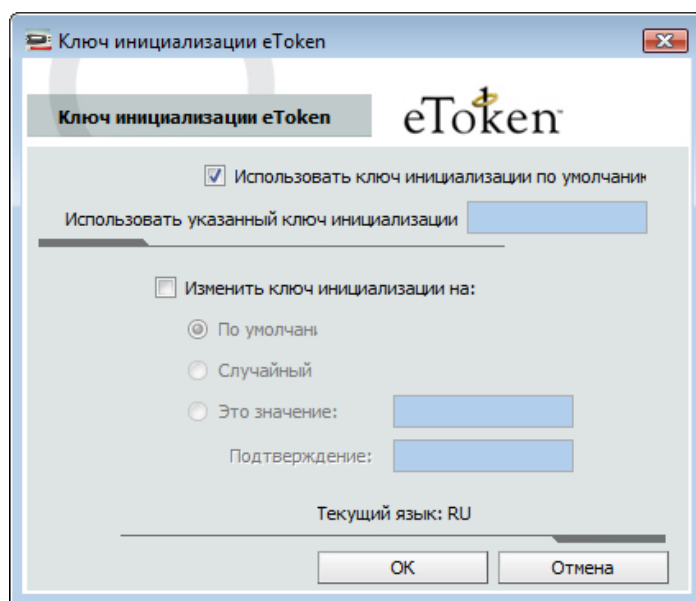 Ключ инициализации eToken
Ключ инициализации eToken
eToken
Использовать ключ инициализации по умолчани
Использовать указанный ключ инициализации
Изменить ключ инициализации на:
По умолчан
Случайный
Это значение:
Подтверждение:
Текущий язык: RU
OK
Отмена